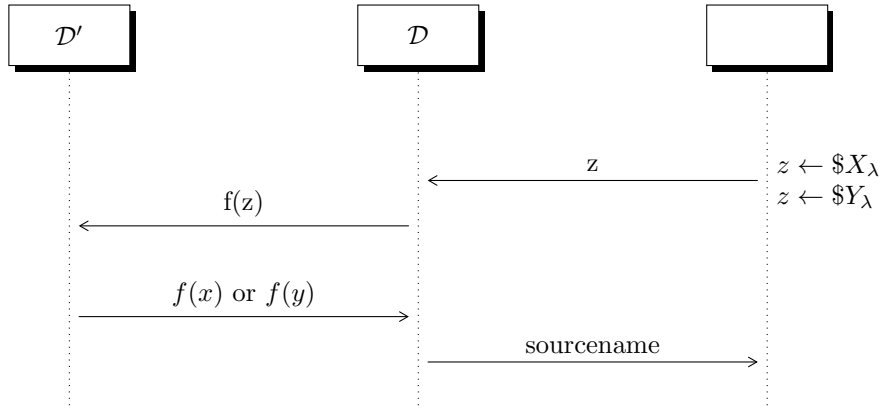 𝒟′ 𝒟
z
z ← $X_λ
z ← $Y_λ
f(z)
f(x) or f(y)
sourcename